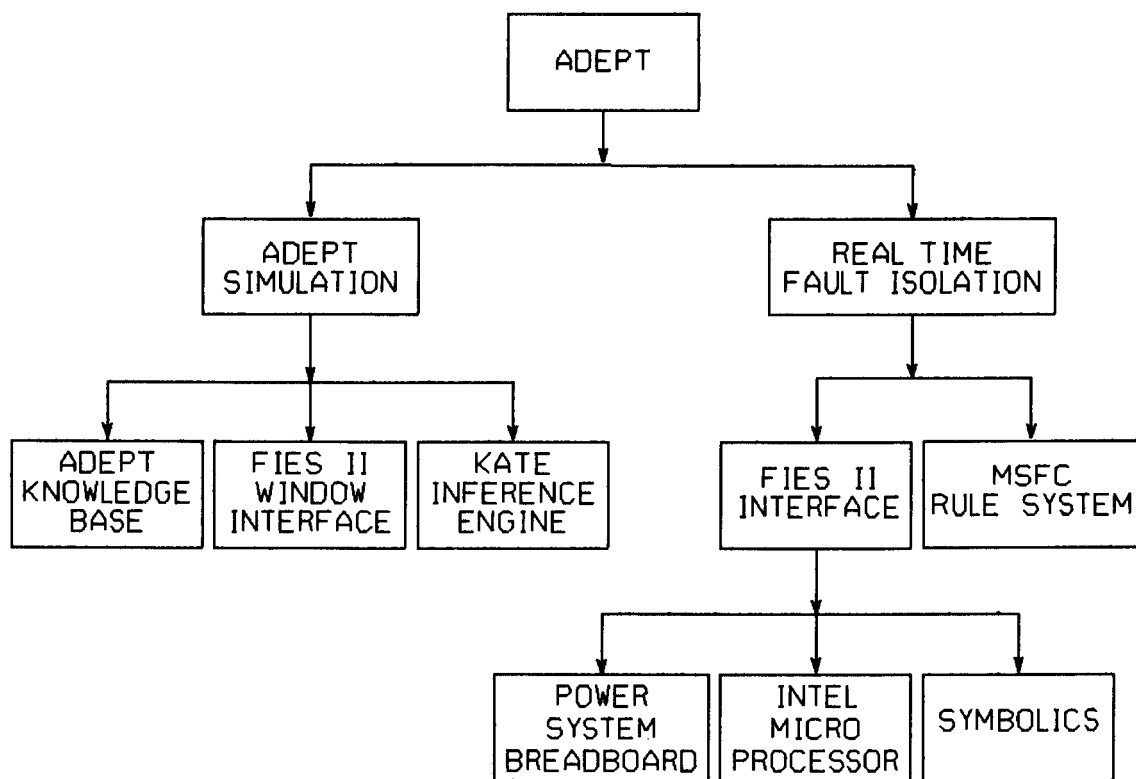 ADEPT
ADEPT
SIMULATION
REAL TIME
FAULT ISOLATION
ADEPT
KNOWLEDGE
BASE
FIES II
WINDOW
INTERFACE
KATE
INFERENCE
ENGINE
FIES II
INTERFACE
MSFC
RULE SYSTEM
POWER
SYSTEM
BREADBOARD
INTEL
MICRO
PROCESSOR
SYMBOLICS